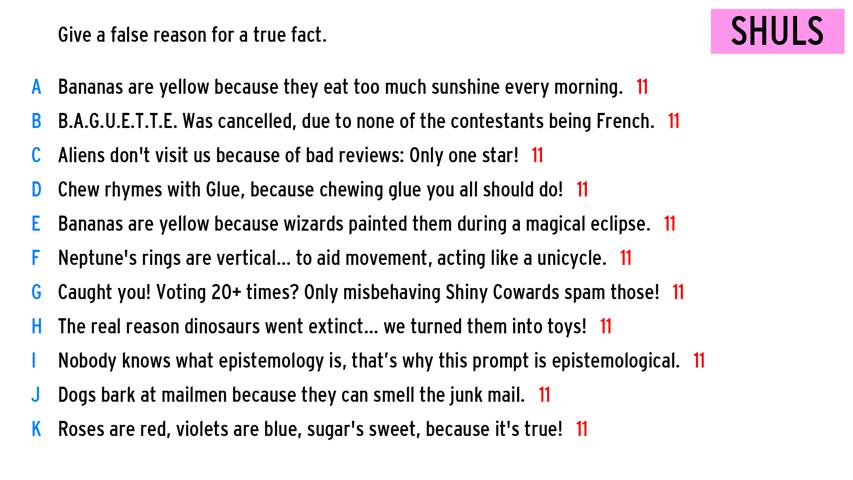 Give a false reason for a true fact.
SHULS
A Bananas are yellow because they eat too much sunshine every morning. 11
B B.A.G.U.E.T.T.E. Was cancelled, due to none of the contestants being French. 11
C Aliens don't visit us because of bad reviews: Only one star! 11
D Chew rhymes with Glue, because chewing glue you all should do! 11
E Bananas are yellow because wizards painted them during a magical eclipse. 11
F Neptune's rings are vertical... to aid movement, acting like a unicycle. 11
G Caught you! Voting 20+ times? Only misbehaving Shiny Cowards spam those! 11
H The real reason dinosaurs went extinct... we turned them into toys! 11
I Nobody knows what epistemology is, that’s why this prompt is epistemological. 11
J Dogs bark at mailmen because they can smell the junk mail. 11
K Roses are red, violets are blue, sugar's sweet, because it's true! 11